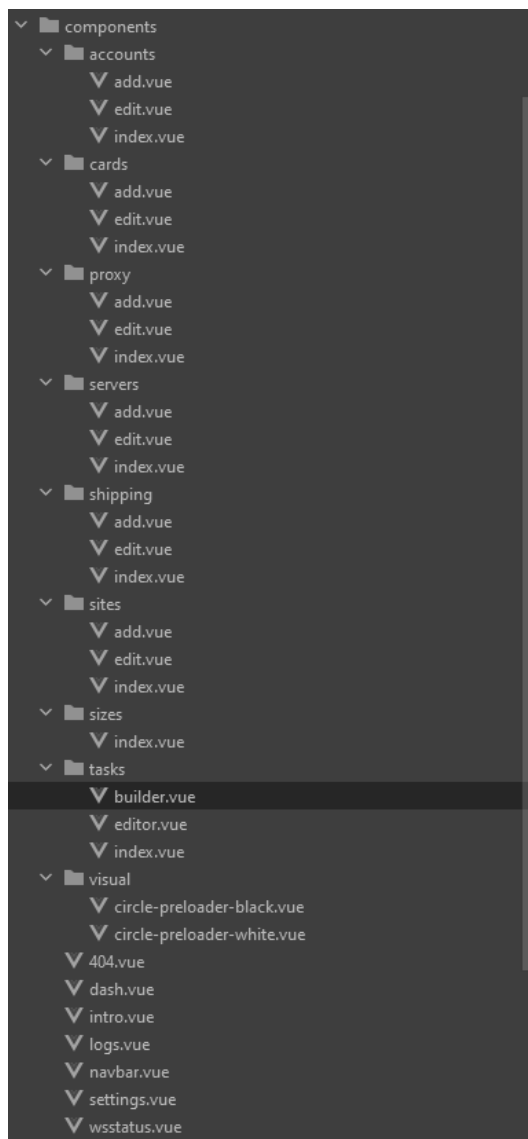 components
accounts
add.vue
edit.vue
index.vue
cards
add.vue
edit.vue
index.vue
proxy
add.vue
edit.vue
index.vue
servers
add.vue
edit.vue
index.vue
shipping
add.vue
edit.vue
index.vue
sites
add.vue
edit.vue
index.vue
sizes
index.vue
tasks
builder.vue
editor.vue
index.vue
visual
circle-preloader-black.vue
circle-preloader-white.vue
404.vue
dash.vue
intro.vue
logs.vue
navbar.vue
settings.vue
wsstatus.vue